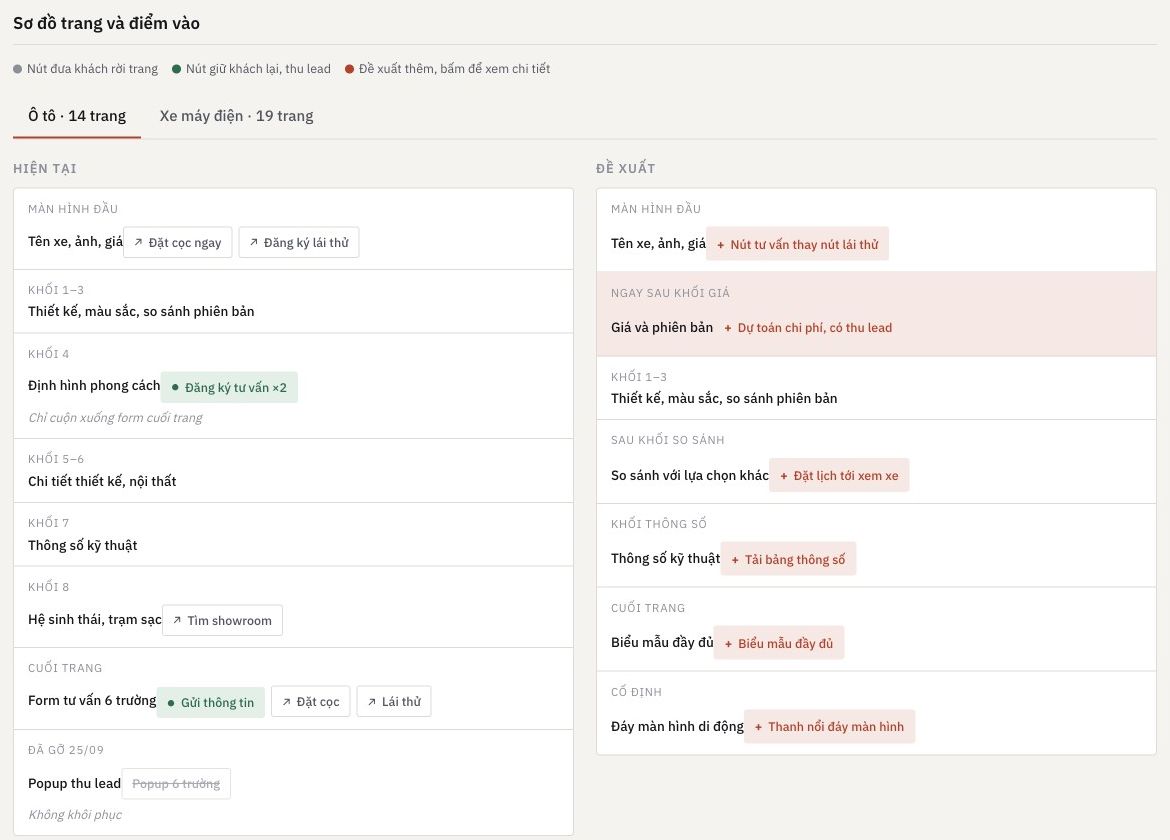 Sơ đồ trang và điểm vào
Nút đưa khách rời trang
Nút giữ khách lại, thu lead
Đề xuất thêm, bấm để xem chi tiết
Ô tô · 14 trang
Xe máy điện · 19 trang
HIỆN TẠI
MÀN HÌNH ĐẦU
Tên xe, ảnh, giá ↗ Đặt cọc ngay ↗ Đăng ký lái thử
KHỐI 1–3
Thiết kế, màu sắc, so sánh phiên bản
KHỐI 4
Định hình phong cách Đăng ký tư vấn ×2
Chỉ cuộn xuống form cuối trang
KHỐI 5–6
Chi tiết thiết kế, nội thất
KHỐI 7
Thông số kỹ thuật
KHỐI 8
Hệ sinh thái, trạm sạc ↗ Tìm showroom
CUỐI TRANG
Form tư vấn 6 trường Gửi thông tin ↗ Đặt cọc ↗ Lái thử
ĐÃ GỠ 25/09
Popup thu lead Popup 6 trường
Không khôi phục
ĐỀ XUẤT
MÀN HÌNH ĐẦU
Tên xe, ảnh, giá + Nút tư vấn thay nút lái thử
NGAY SAU KHỐI GIÁ
Giá và phiên bản + Dự toán chi phí, có thu lead
KHỐI 1–3
Thiết kế, màu sắc, so sánh phiên bản
SAU KHỐI SO SÁNH
So sánh với lựa chọn khác + Đặt lịch tới xem xe
KHỐI THÔNG SỐ
Thông số kỹ thuật + Tải bảng thông số
CUỐI TRANG
Biểu mẫu đầy đủ + Biểu mẫu đầy đủ
CỐ ĐỊNH
Đáy màn hình di động + Thanh nổi đáy màn hình